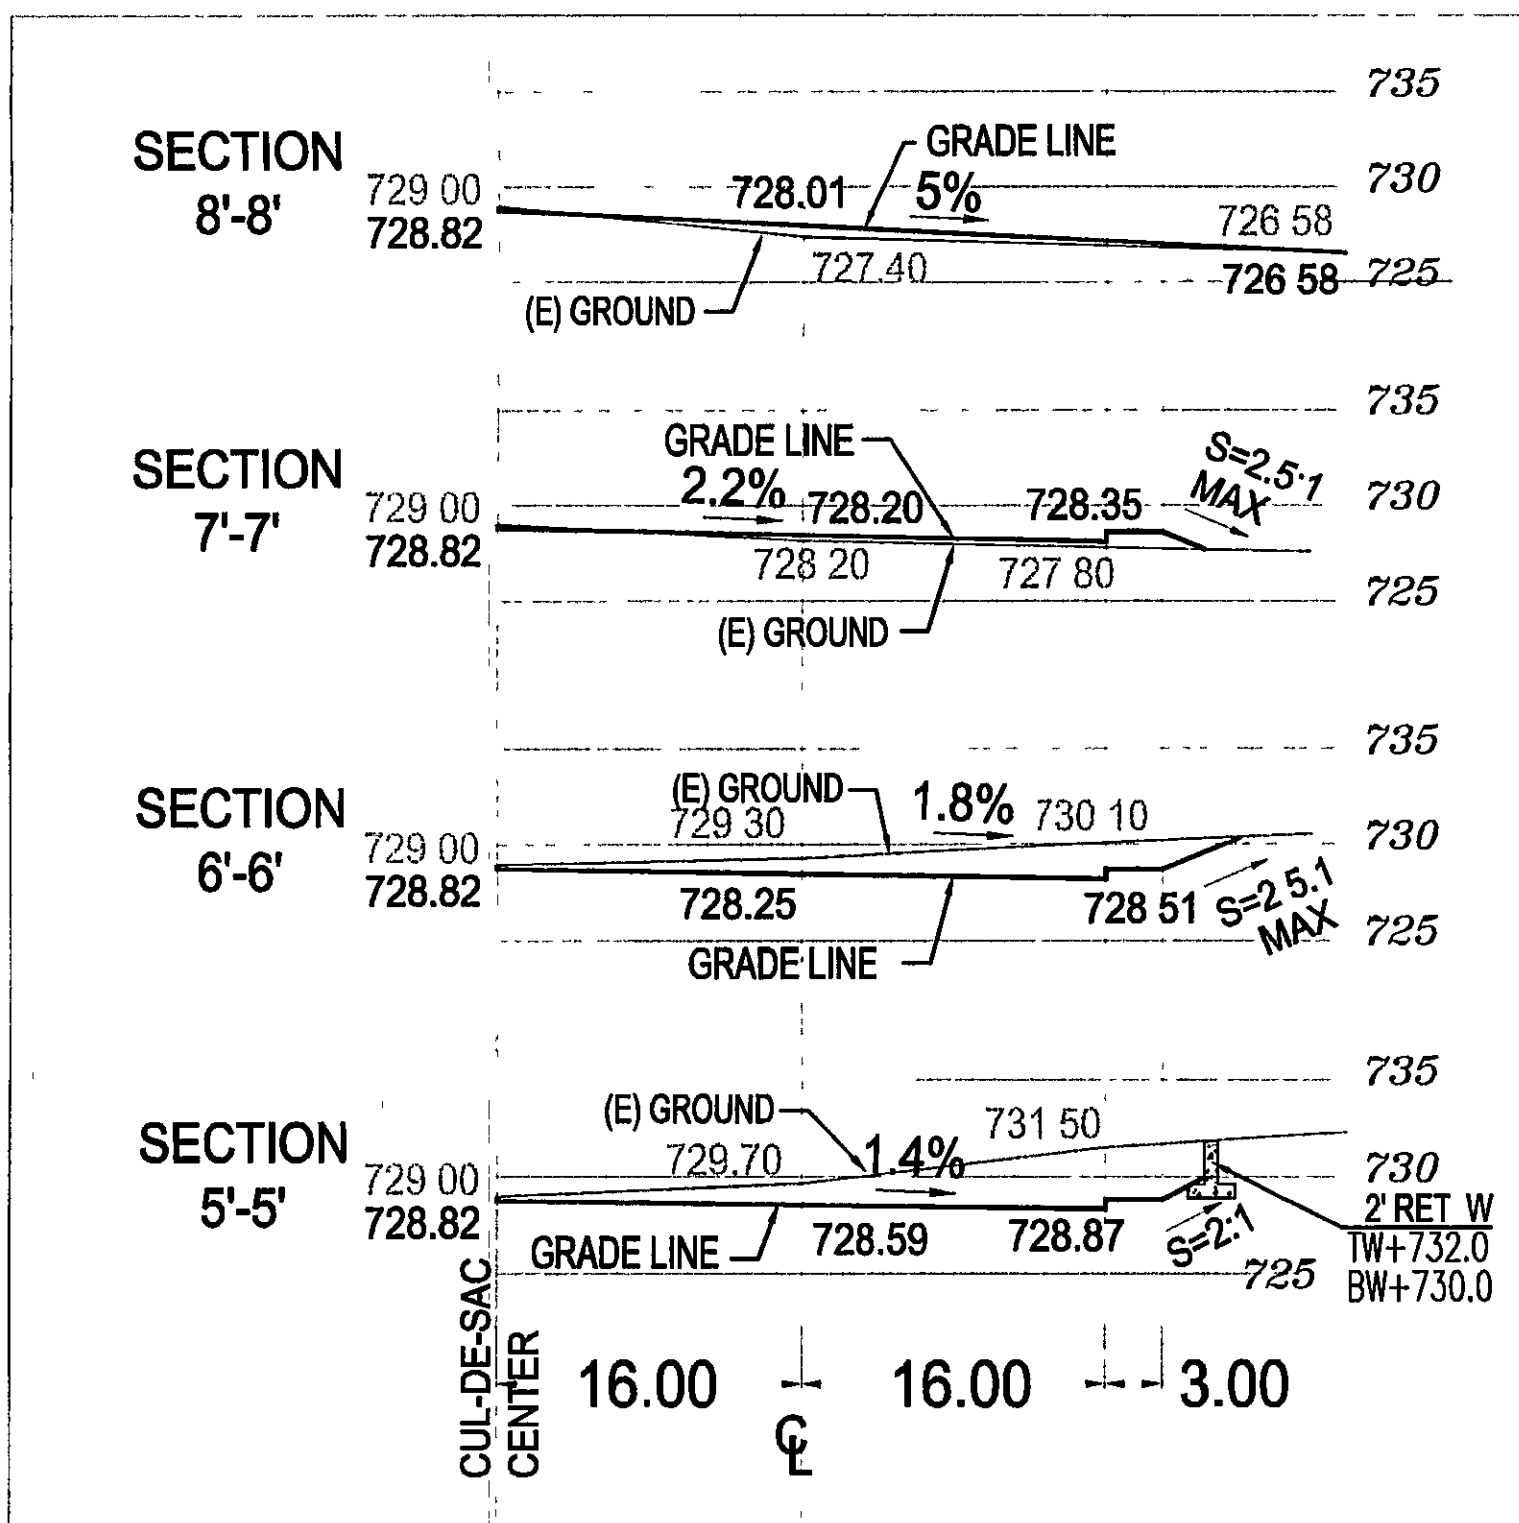 735
SECTION
8'-8'
729 00
728.82
728.01
GRADE LINE
5%
730
726 58
727.40
726 58
725
(E) GROUND
735
SECTION
7'-7'
729 00
728.82
GRADE LINE
2.2%
728.20
728.35
S=2.5:1
MAX
730
728 20
727 80
725
(E) GROUND
735
SECTION
6'-6'
729 00
728.82
(E) GROUND
729 30
1.8%
730 10
730
728.25
728 51
S=2 5.1
MAX
725
GRADE LINE
735
SECTION
5'-5'
729 00
728.82
(E) GROUND
729.70
1.4%
731 50
730
2' RET W
TW+732.0
BW+730.0
GRADE LINE
728.59
728.87
S=2:1
725
CUL-DE-SAC
CENTER
16.00
16.00
3.00
℄